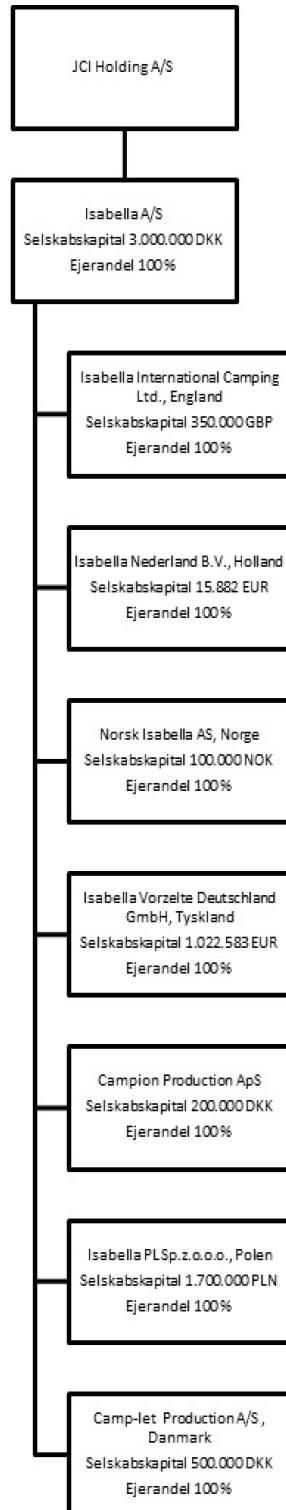 JCI Holding A/S
Isabella A/S
Selskabskapital 3.000.000 DKK
Ejerandel 100%
Isabella International Camping
Ltd., England
Selskabskapital 350.000 GBP
Ejerandel 100%
Isabella Nederland B.V., Holland
Selskabskapital 15.882 EUR
Ejerandel 100%
Norsk Isabella AS, Norge
Selskabskapital 100.000 NOK
Ejerandel 100%
Isabella Vorzelte Deutschland
GmbH, Tyskland
Selskabskapital 1.022.583 EUR
Ejerandel 100%
Campion Production ApS
Selskabskapital 200.000 DKK
Ejerandel 100%
Isabella PL Sp.z.o.o.o., Polen
Selskabskapital 1.700.000 PLN
Ejerandel 100%
Camp-let Production A/S ,
Danmark
Selskabskapital 500.000 DKK
Ejerandel 100%